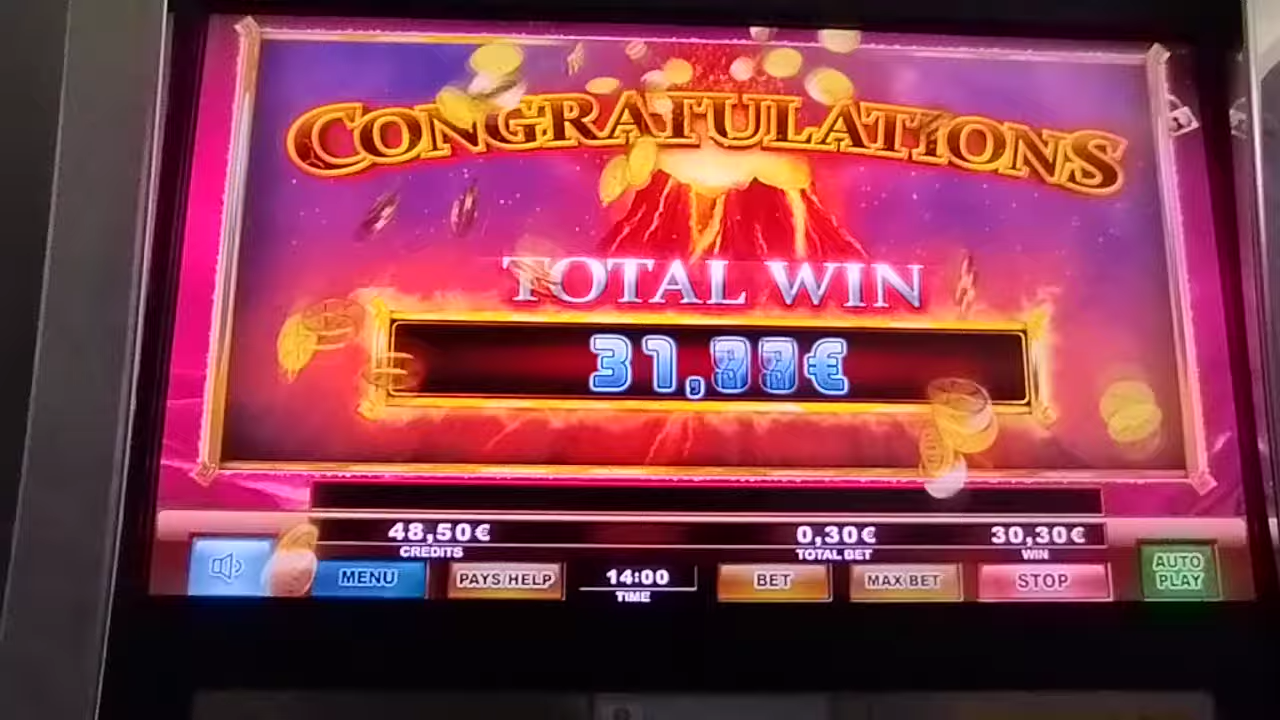 CONGRATULATIONS
TOTAL WIN
48,50€ 0,30€ 30,30€
CREDITS TOTAL BET WIN
MENU PAYS/HELP 14:00 BET MAX BET STOP AUTO PLAY
TIME